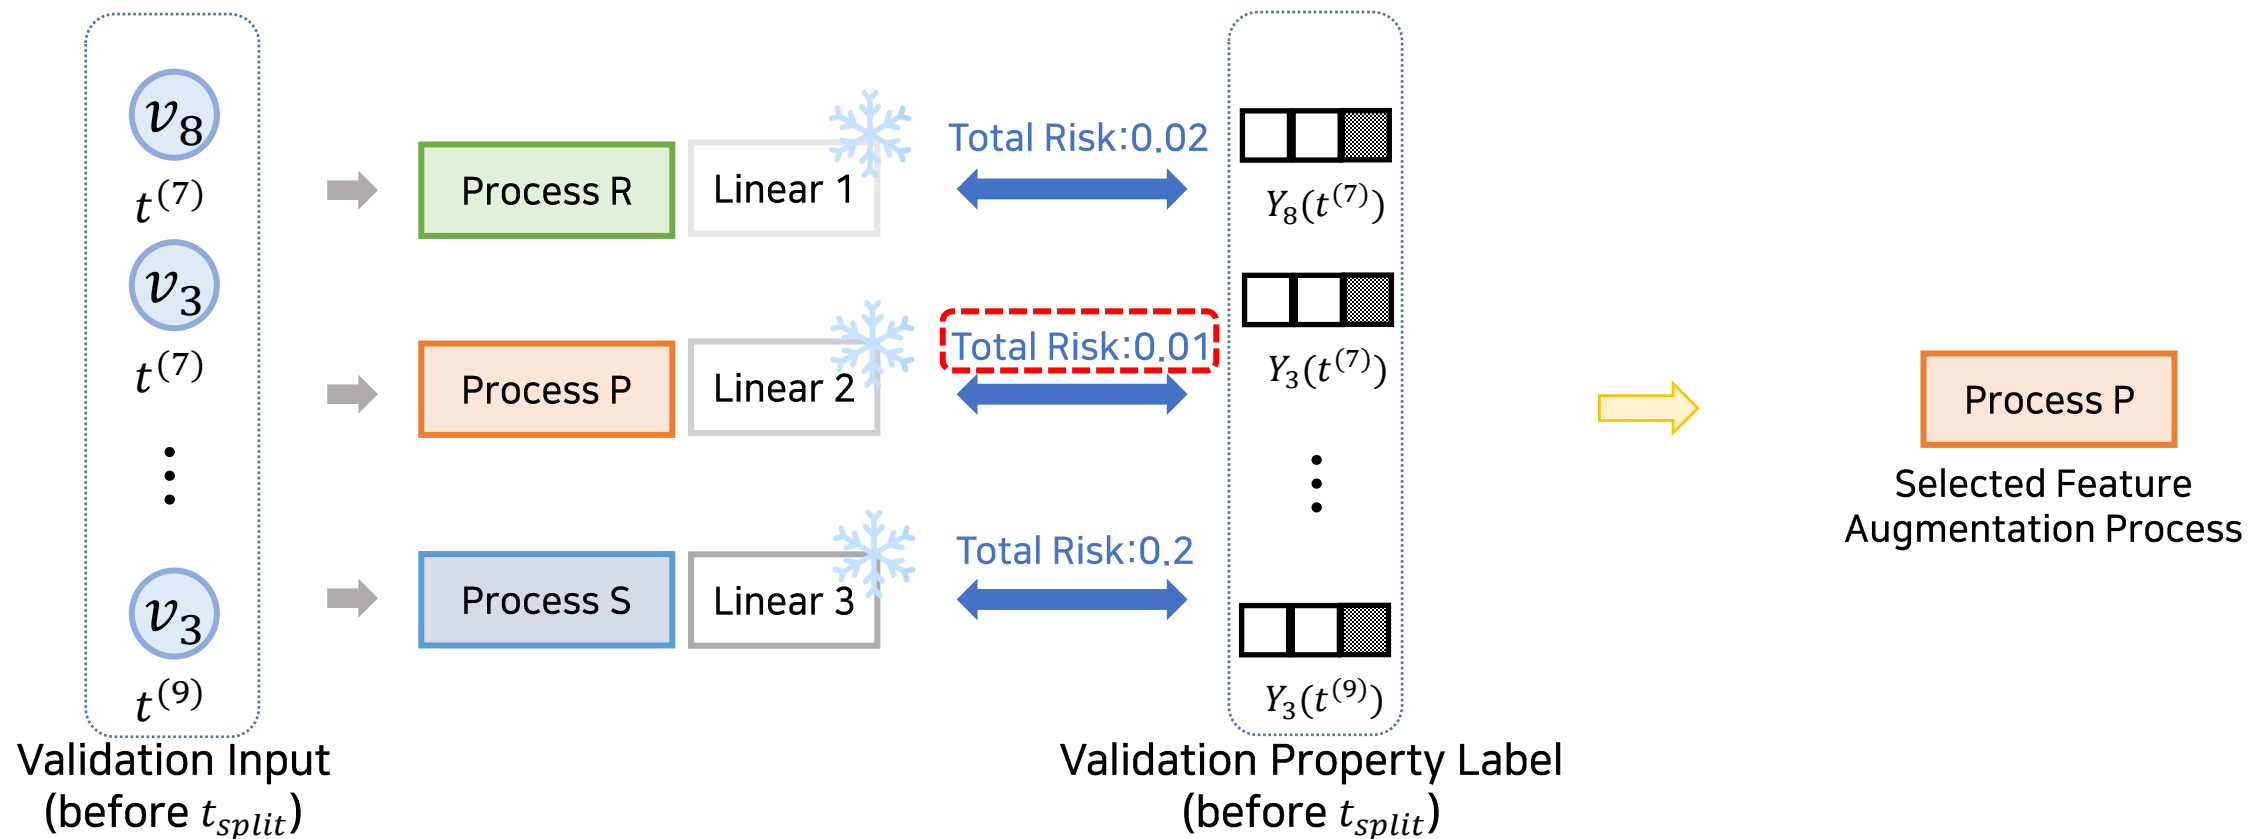 v₈
t⁽⁷⁾
v₃
t⁽⁷⁾
⋮
v₃
t⁽⁹⁾
Validation Input
(before t_split)
Process R
Linear 1
Total Risk:0.02
Process P
Linear 2
Total Risk:0.01
Process S
Linear 3
Total Risk:0.2
Y₈(t⁽⁷⁾)
Y₃(t⁽⁷⁾)
⋮
Y₃(t⁽⁹⁾)
Validation Property Label
(before t_split)
Process P
Selected Feature
Augmentation Process